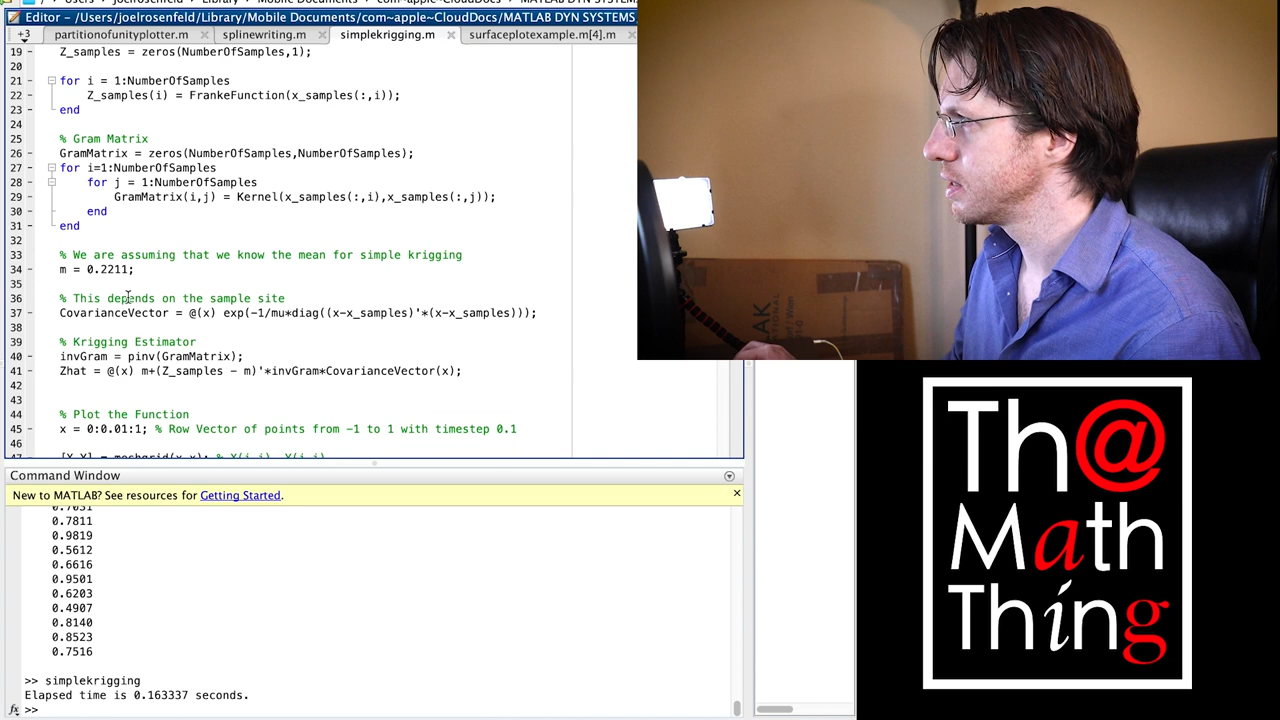 Editor - /Users/joelrosenfeld/Library/Mobile Documents/com~apple~CloudDocs/MATLAB DYN SYSTEMS
+3 partitionofunityplotter.m splinewriting.m simplekrigging.m surfaceplotexample.m[4].m
19 Z_samples = zeros(NumberOfSamples,1);
20
21 for i = 1:NumberOfSamples
22 Z_samples(i) = FrankeFunction(x_samples(:,i));
23 end
24
25 % Gram Matrix
26 GramMatrix = zeros(NumberOfSamples,NumberOfSamples);
27 for i=1:NumberOfSamples
28 for j = 1:NumberOfSamples
29 GramMatrix(i,j) = Kernel(x_samples(:,i),x_samples(:,j));
30 end
31 end
32
33 % We are assuming that we know the mean for simple krigging
34 m = 0.2211;
35
36 % This depends on the sample site
37 CovarianceVector = @(x) exp(-1/mu*diag((x-x_samples)'*(x-x_samples)));
38
39 % Krigging Estimator
40 invGram = pinv(GramMatrix);
41 Zhat = @(x) m+(Z_samples - m)'*invGram*CovarianceVector(x);
42
43
44 % Plot the Function
45 x = 0:0.01:1; % Row Vector of points from -1 to 1 with timestep 0.1
46
Command Window
New to MATLAB? See resources for Getting Started.
0.7811
0.9819
0.5612
0.6616
0.9501
0.6203
0.4907
0.8140
0.8523
0.7516
>> simplekrigging
Elapsed time is 0.163337 seconds.
fx >>
Th@
Math
Thing